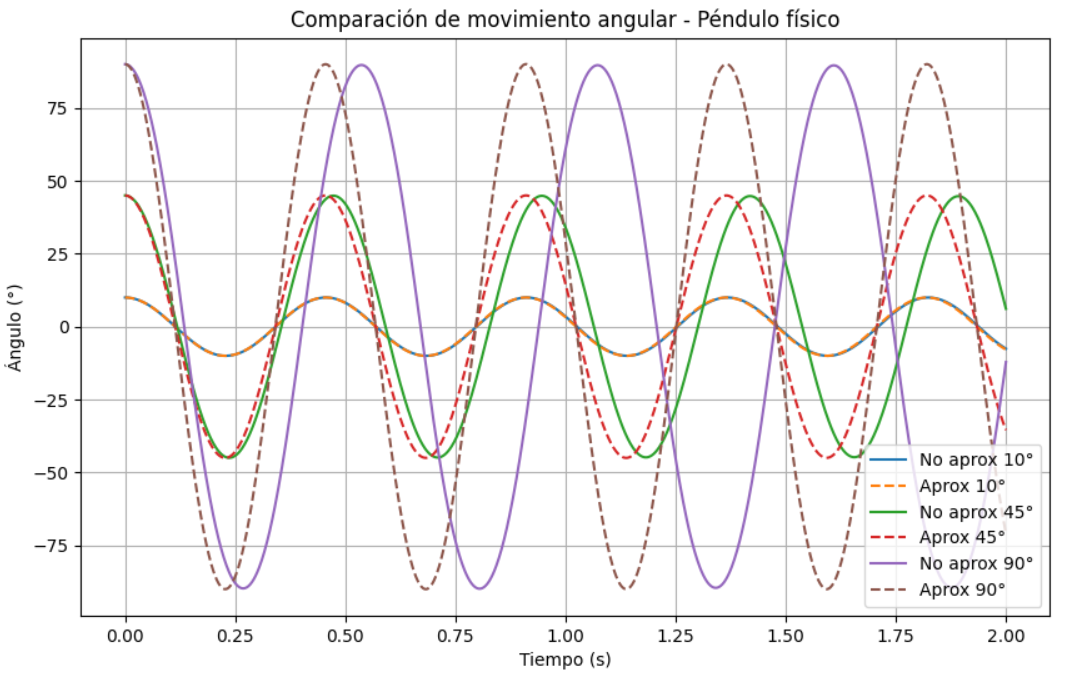 Comparación de movimiento angular - Péndulo físico
Ángulo (°)
75
50
25
0
−25
−50
−75
0.00
0.25
0.50
0.75
1.00
1.25
1.50
1.75
2.00
Tiempo (s)
No aprox 10°
Aprox 10°
No aprox 45°
Aprox 45°
No aprox 90°
Aprox 90°